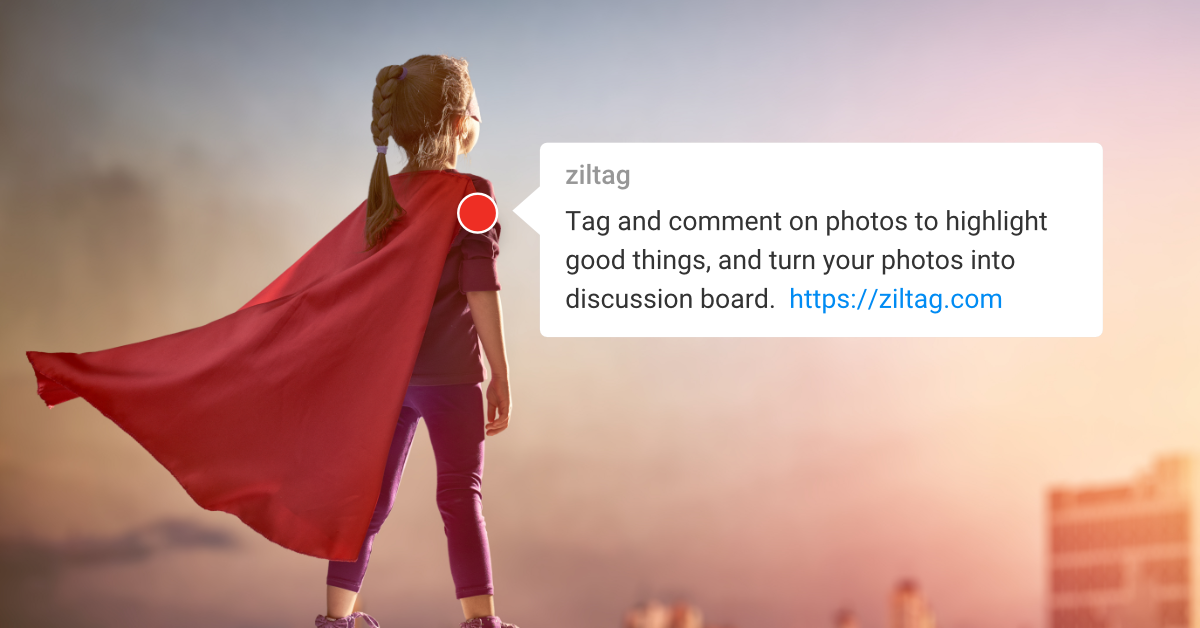 ziltag
Tag and comment on photos to highlight
good things, and turn your photos into
discussion board.  https://ziltag.com